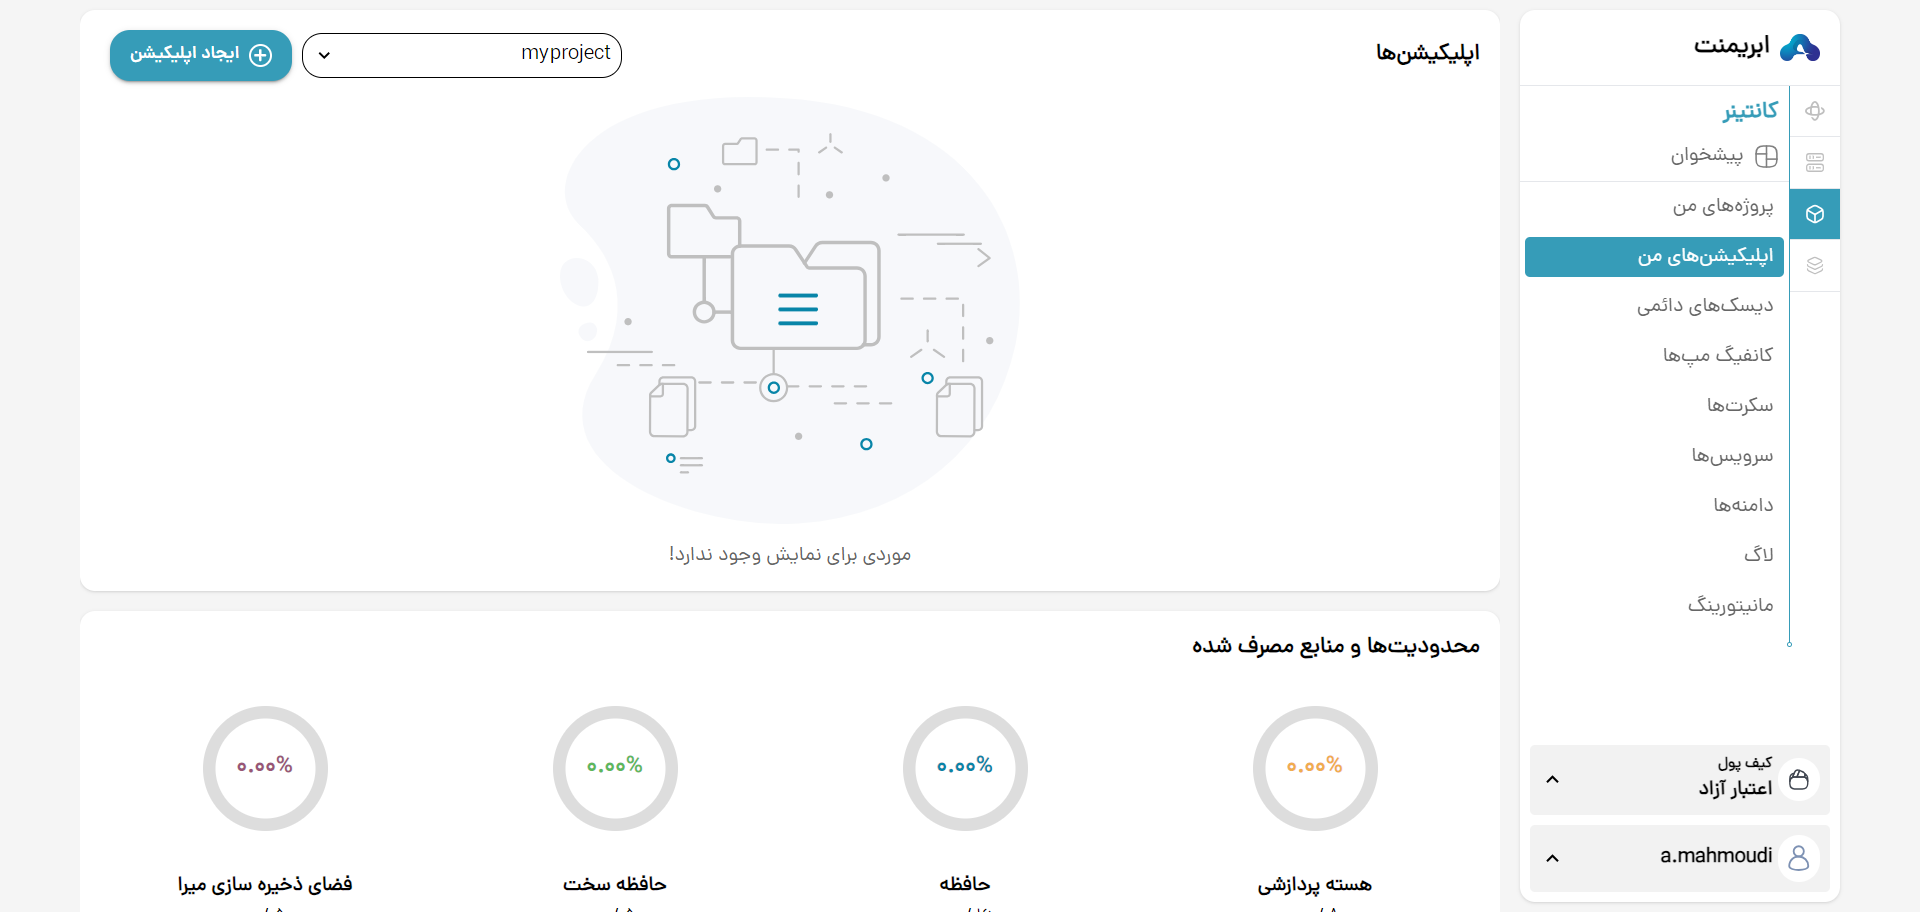 ابریمنت
کانتینر
پیشخوان
پروژه‌های من
اپلیکیشن‌های من
دیسک‌های دائمی
کانفیگ مپ‌ها
سکرت‌ها
سرویس‌ها
دامنه‌ها
لاگ
مانیتورینگ
کیف پول
اعتبار آزاد
a.mahmoudi
اپلیکیشن‌ها
myproject
ایجاد اپلیکیشن
موردی برای نمایش وجود ندارد!
محدودیت‌ها و منابع مصرف شده
۰.۰۰%
۰.۰۰%
۰.۰۰%
۰.۰۰%
هسته پردازشی
حافظه
حافظه سخت
فضای ذخیره سازی میرا